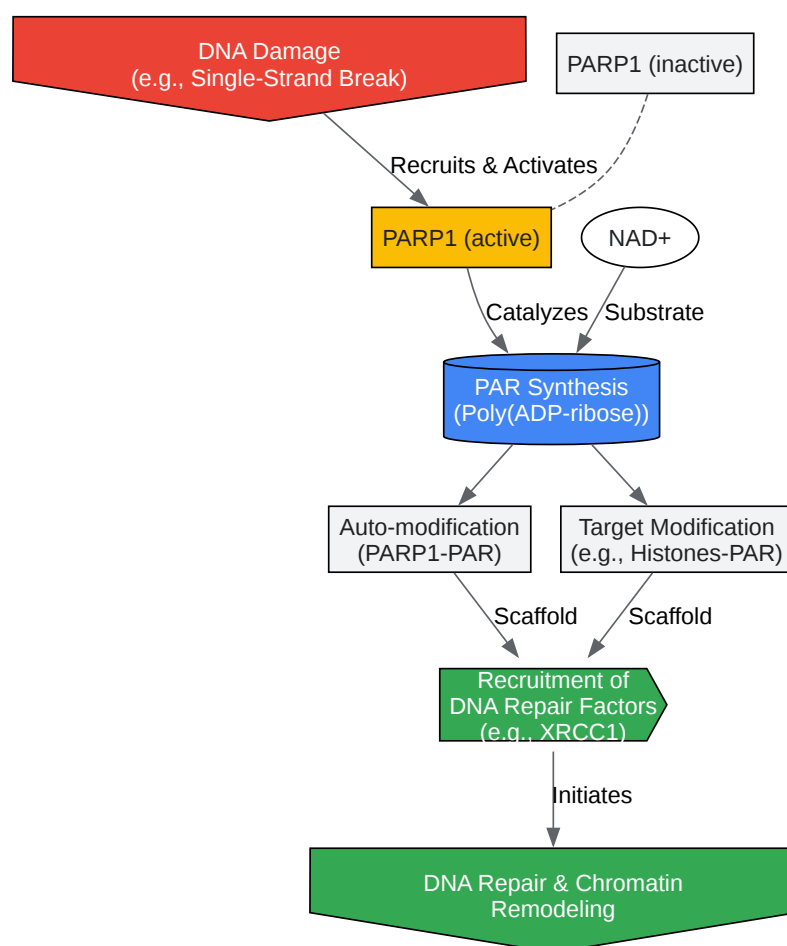 DNA Damage
(e.g., Single-Strand Break)
PARP1 (inactive)
Recruits & Activates
PARP1 (active)
NAD+
Catalyzes
Substrate
PAR Synthesis
(Poly(ADP-ribose))
Auto-modification
(PARP1-PAR)
Target Modification
(e.g., Histones-PAR)
Scaffold
Scaffold
Recruitment of
DNA Repair Factors
(e.g., XRCC1)
Initiates
DNA Repair & Chromatin
Remodeling